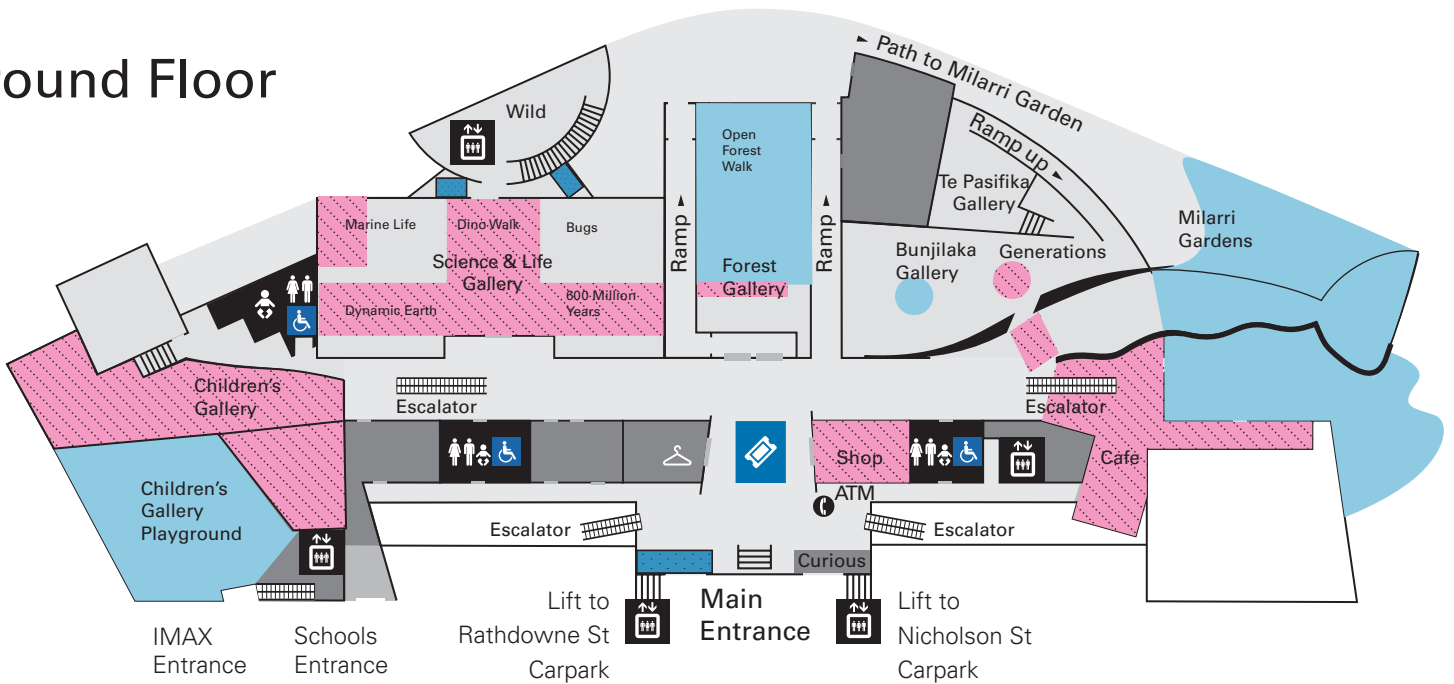 round Floor
Path to Milarri Garden
Wild
Ramp up
Open
Forest
Walk
Te Pasifika
Gallery
Milarri
Gardens
Marine Life
Dino Walk
Bugs
Ramp
Ramp
Bunjilaka
Gallery
Generations
Science & Life
Gallery
Forest
Gallery
Dynamic Earth
600 Million
Years
Children's
Gallery
Escalator
Escalator
Shop
Cafe
Children's
Gallery
Playground
ATM
Escalator
Escalator
Curious
IMAX
Entrance
Schools
Entrance
Lift to
Rathdowne St
Carpark
Main
Entrance
Lift to
Nicholson St
Carpark